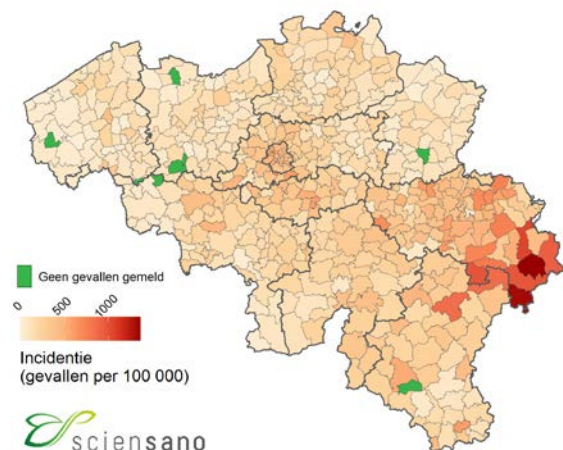 Geen gevallen gemeld
0
500
1000
Incidentie
(gevallen per 100 000)
sciensano